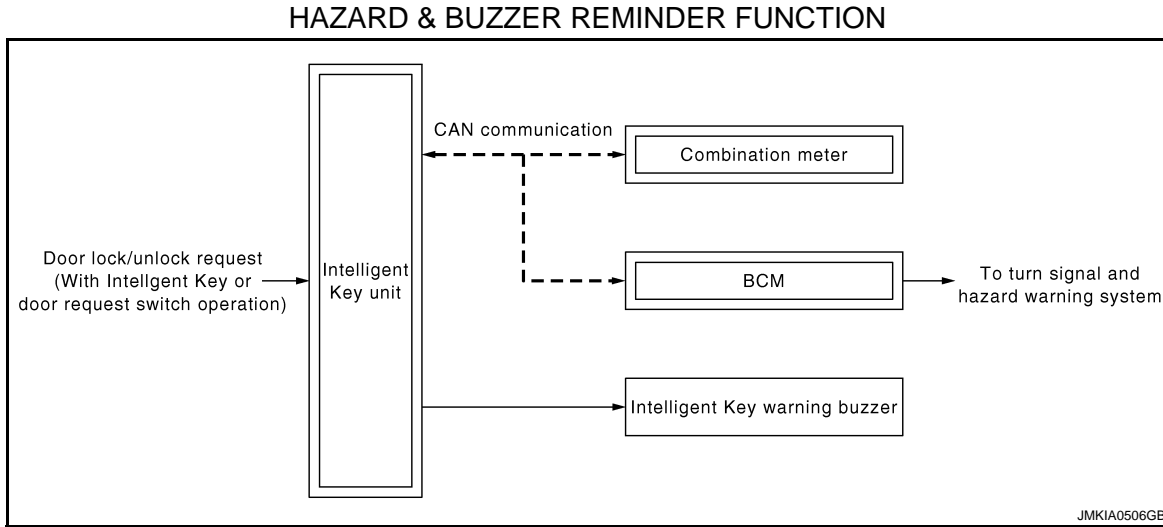 HAZARD & BUZZER REMINDER FUNCTION
CAN communication
Combination meter
Door lock/unlock request
(With Intellgent Key or
door request switch operation)
Intelligent
Key unit
BCM
To turn signal and
hazard warning system
Intelligent Key warning buzzer
JMKIA0506GB